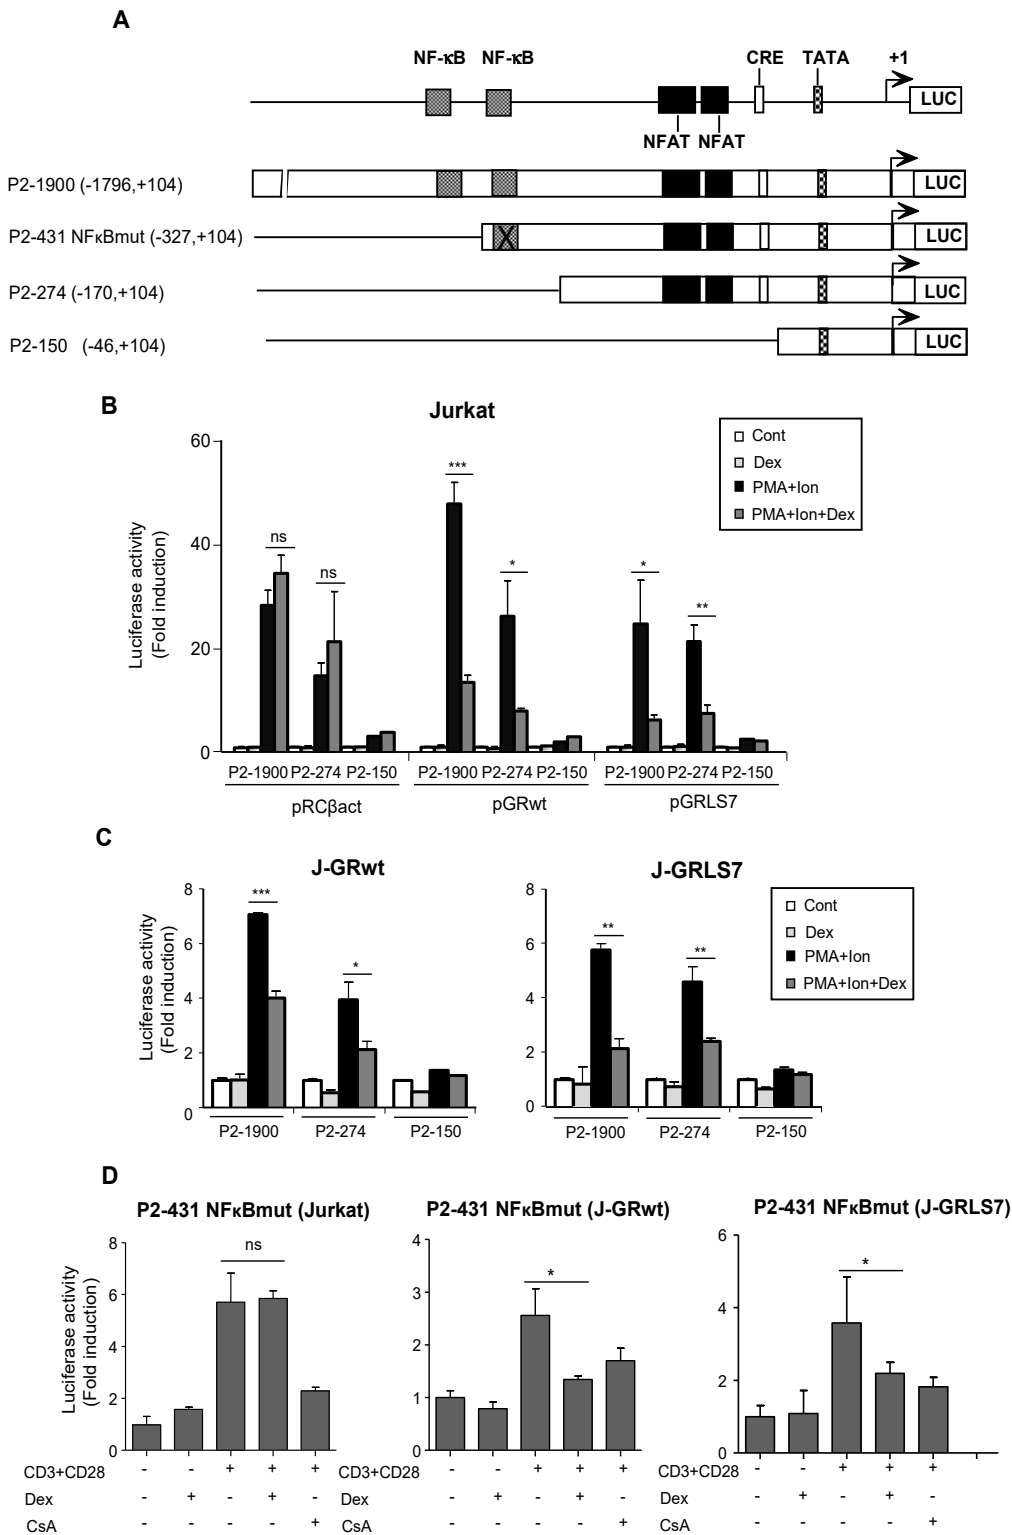 A
NF-κB NF-κB CRE TATA +1
LUC
NFAT NFAT
P2-1900 (-1796,+104) LUC
P2-431 NFκBmut (-327,+104) X LUC
P2-274 (-170,+104) LUC
P2-150 (-46,+104) LUC
B
Jurkat
Luciferase activity
(Fold induction)
60
40
20
0
ns
ns
***
*
*
**
Cont
Dex
PMA+Ion
PMA+Ion+Dex
P2-1900 P2-274 P2-150 P2-1900 P2-274 P2-150 P2-1900 P2-274 P2-150
pRCβact pGRwt pGRLS7
C
J-GRwt
Luciferase activity
(Fold induction)
8
6
4
2
0
***
*
P2-1900 P2-274 P2-150
J-GRLS7
8
6
4
2
0
**
**
P2-1900 P2-274 P2-150
Cont
Dex
PMA+Ion
PMA+Ion+Dex
D
P2-431 NFκBmut (Jurkat)
Luciferase activity
(Fold induction)
8
6
4
2
0
ns
CD3+CD28 - - + + +
Dex - + - + -
CsA - - - - +
P2-431 NFκBmut (J-GRwt)
4
3
2
1
0
*
CD3+CD28 - - + + +
Dex - + - + -
CsA - - - - +
P2-431 NFκBmut (J-GRLS7)
6
4
2
0
*
CD3+CD28 - - + + +
Dex - + - + -
CsA - - - - +